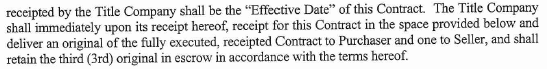 receipted by the Title Company shall be the “Effective Date” of this Contract. The Title Company
shall immediately upon its receipt hereof, receipt for this Contract in the space provided below and
deliver an original of the fully executed, receipted Contract to Purchaser and one to Seller, and shall
retain the third (3rd) original in escrow in accordance with the terms hereof.